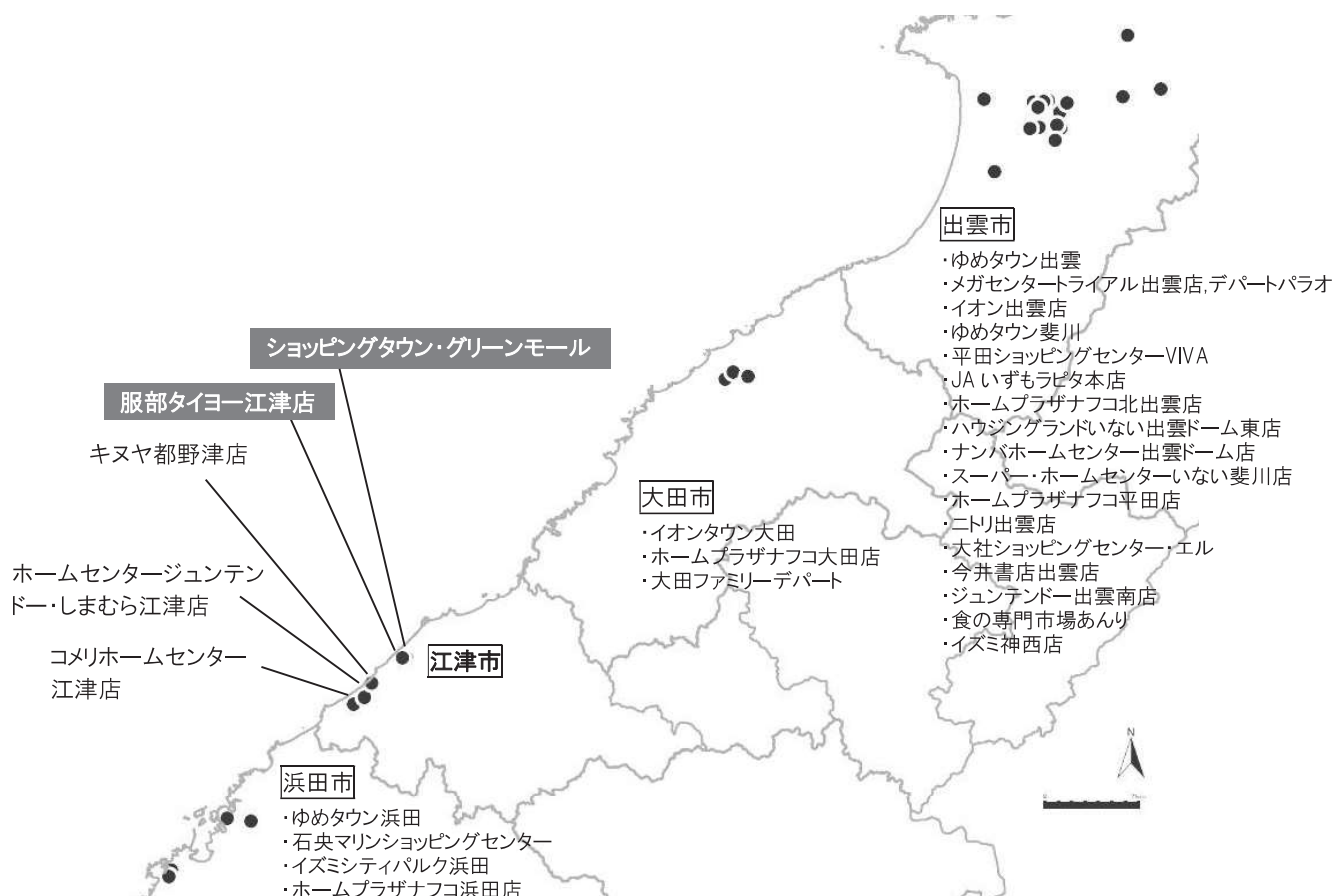 出雲市
・ゆめタウン出雲
・メガセンタートライアル出雲店,デパートパラオ
・イオン出雲店
・ゆめタウン斐川
・平田ショッピングセンターVIVA
・JAいずもラピタ本店
・ホームプラザナフコ北出雲店
・ハウジングランドいない出雲ドーム東店
・ナンバホームセンター出雲ドーム店
・スーパー・ホームセンターいない斐川店
・ホームプラザナフコ平田店
・ニトリ出雲店
・大社ショッピングセンター・エル
・今井書店出雲店
・ジュンテンドー出雲南店
・食の専門市場あんり
・イズミ神西店
ショッピングタウン・グリーンモール
服部タイヨー江津店
キヌヤ都野津店
ホームセンタージュンテン
ドー・しまむら江津店
コメリホームセンター
江津店
江津市
大田市
・イオンタウン大田
・ホームプラザナフコ大田店
・大田ファミリーデパート
浜田市
・ゆめタウン浜田
・石央マリンショッピングセンター
・イズミシティパルク浜田
・ホームプラザナフコ浜田店
N